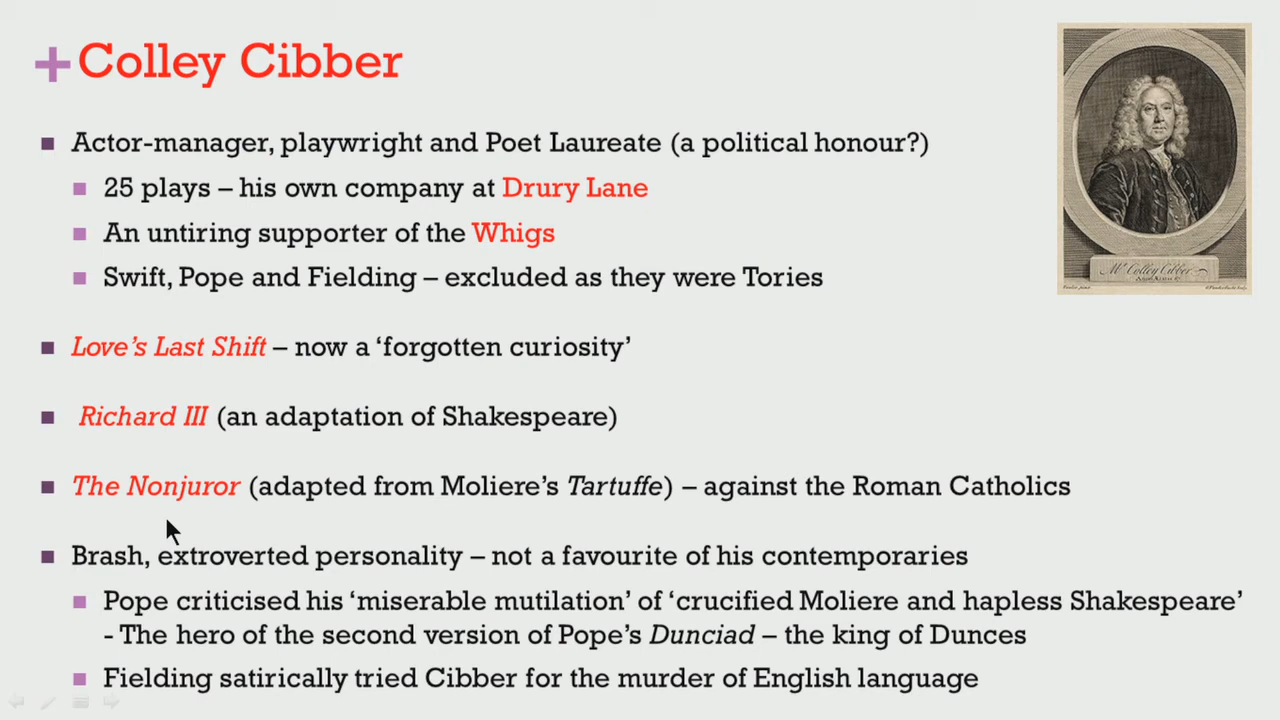 +Colley Cibber
Actor-manager, playwright and Poet Laureate (a political honour?)
25 plays – his own company at Drury Lane
An untiring supporter of the Whigs
Swift, Pope and Fielding – excluded as they were Tories
Love's Last Shift – now a 'forgotten curiosity'
Richard III (an adaptation of Shakespeare)
The Nonjuror (adapted from Moliere's Tartuffe) – against the Roman Catholics
Brash, extroverted personality – not a favourite of his contemporaries
Pope criticised his 'miserable mutilation' of 'crucified Moliere and hapless Shakespeare'
- The hero of the second version of Pope's Dunciad – the king of Dunces
Fielding satirically tried Cibber for the murder of English language
Mr Colley Cibber